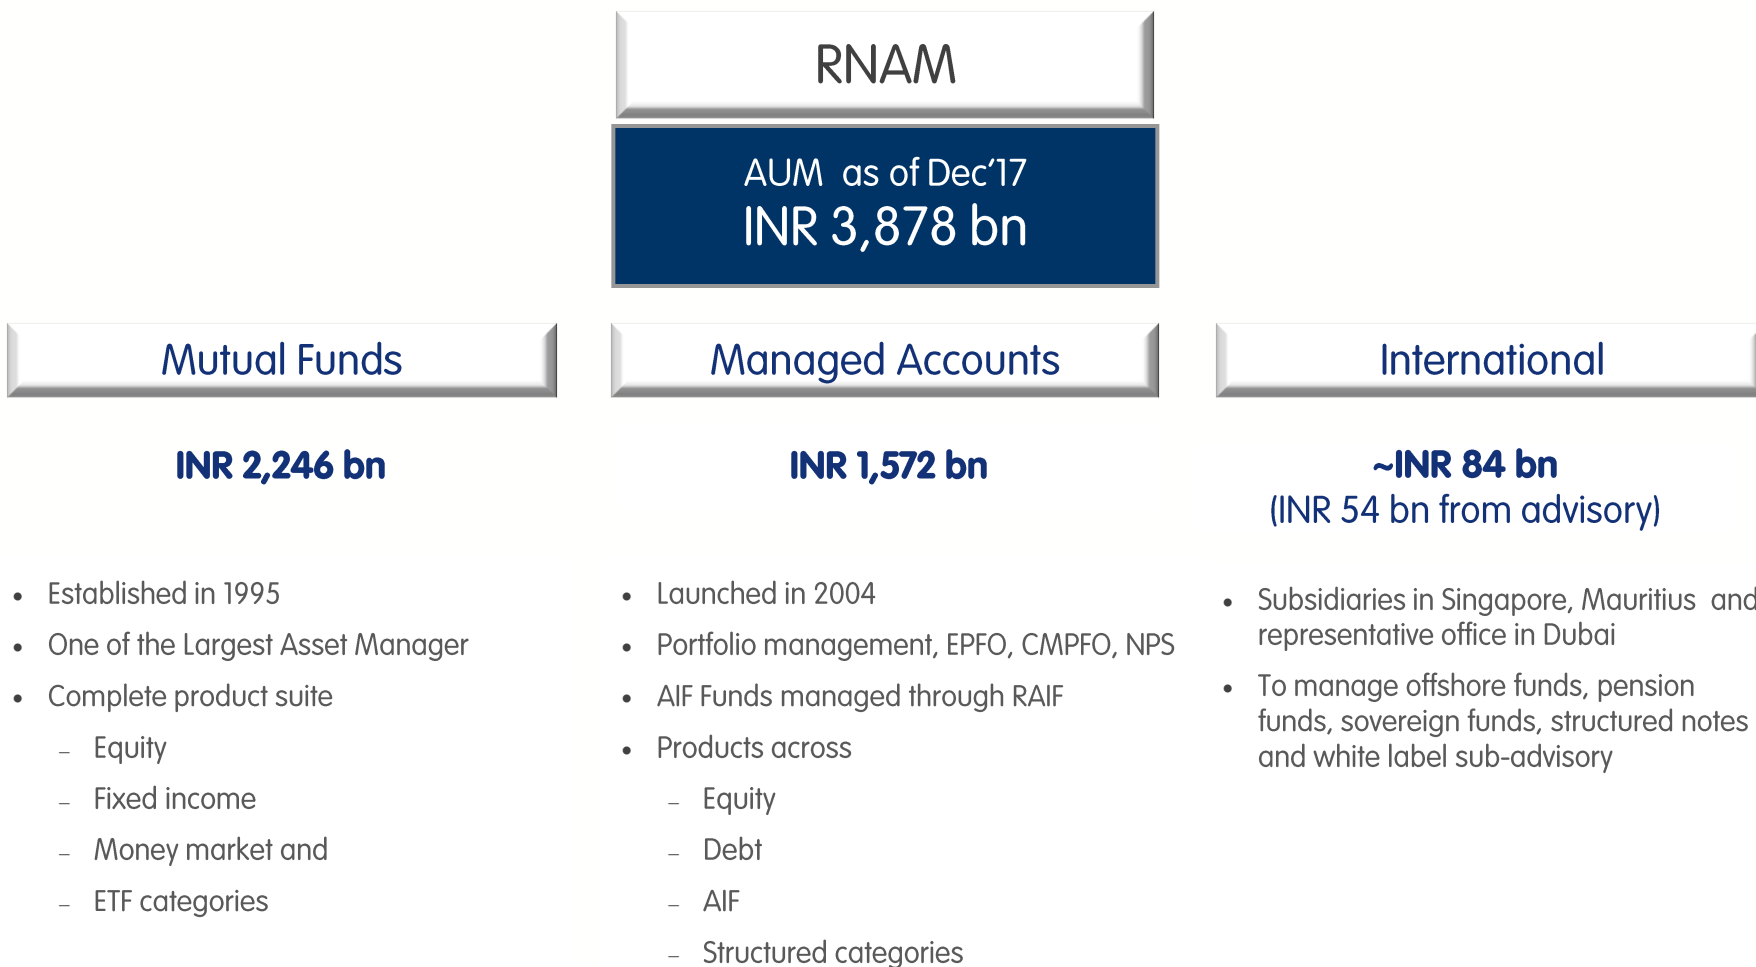 RNAM
AUM as of Dec'17
INR 3,878 bn
Mutual Funds
INR 2,246 bn
• Established in 1995
• One of the Largest Asset Manager
• Complete product suite
– Equity
– Fixed income
– Money market and
– ETF categories
Managed Accounts
INR 1,572 bn
• Launched in 2004
• Portfolio management, EPFO, CMPFO, NPS
• AIF Funds managed through RAIF
• Products across
– Equity
– Debt
– AIF
– Structured categories
International
~INR 84 bn
(INR 54 bn from advisory)
• Subsidiaries in Singapore, Mauritius and
representative office in Dubai
• To manage offshore funds, pension
funds, sovereign funds, structured notes
and white label sub-advisory